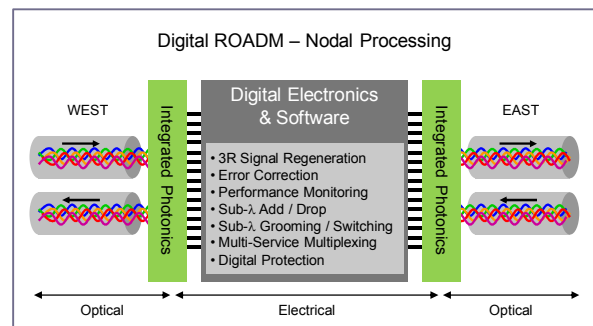 Digital ROADM – Nodal Processing
WEST
Integrated Photonics
Digital Electronics
& Software
• 3R Signal Regeneration
• Error Correction
• Performance Monitoring
• Sub-λ Add / Drop
• Sub-λ Grooming / Switching
• Multi-Service Multiplexing
• Digital Protection
Integrated Photonics
EAST
Optical
Electrical
Optical